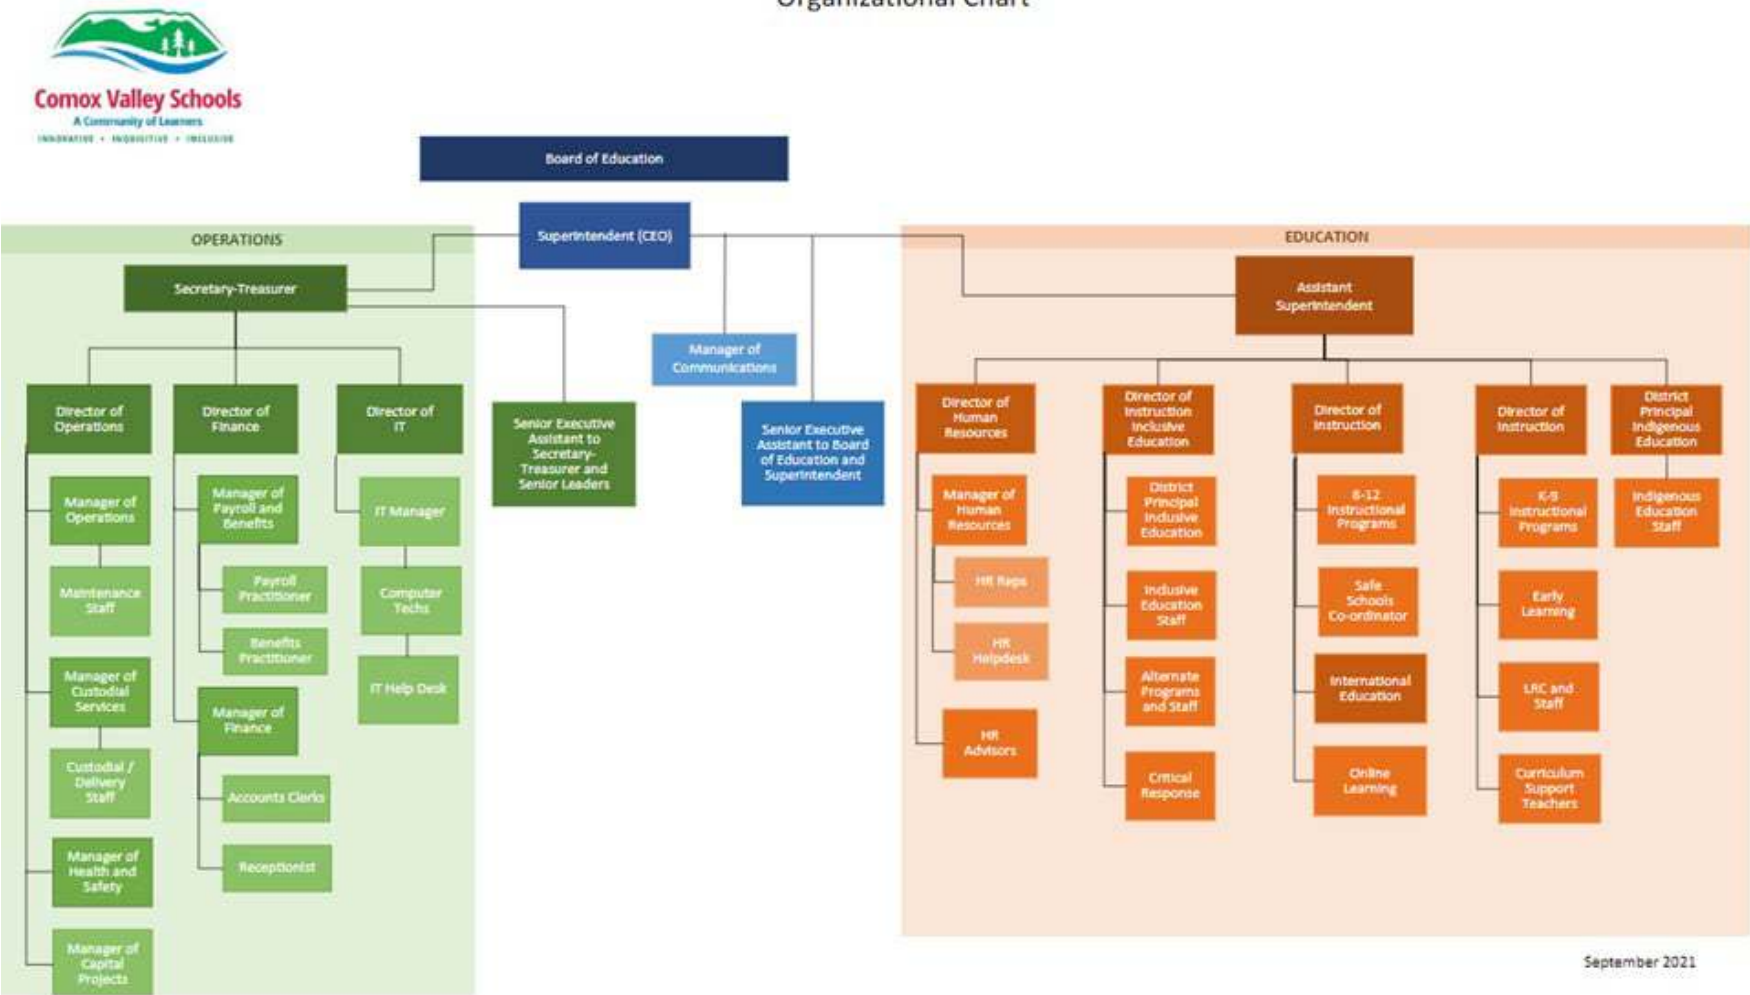 Organizational Chart
Comox Valley Schools
A Community of Learners
INNOVATIVE • INQUISITIVE • INCLUSIVE
Board of Education
Superintendent (CEO)
OPERATIONS
EDUCATION
Secretary-Treasurer
Assistant
Superintendent
Manager of
Communications
Director of
Operations
Director of
Finance
Director of
IT
Senior Executive
Assistant to
Secretary-
Treasurer and
Senior Leaders
Senior Executive
Assistant to Board
of Education and
Superintendent
Director of
Human
Resources
Director of
Instruction
Inclusive
Education
Director of
Instruction
Director of
Instruction
District
Principal
Indigenous
Education
Manager of
Operations
Maintenance
Staff
Manager of
Custodial
Services
Custodial /
Delivery
Staff
Manager of
Health and
Safety
Manager of
Capital
Projects
Manager of
Payroll and
Benefits
Payroll
Practitioner
Benefits
Practitioner
Manager of
Finance
Accounts Clerks
Receptionist
IT Manager
Computer
Techs
IT Help Desk
Manager of
Human
Resources
HR Reps
HR
Helpdesk
HR
Advisors
District
Principal
Inclusive
Education
Inclusive
Education
Staff
Alternate
Programs
and Staff
Critical
Response
8-12
Instructional
Programs
Safe
Schools
Co-ordinator
International
Education
Online
Learning
K-9
Instructional
Programs
Early
Learning
LRC and
Staff
Curriculum
Support
Teachers
Indigenous
Education
Staff
September 2021